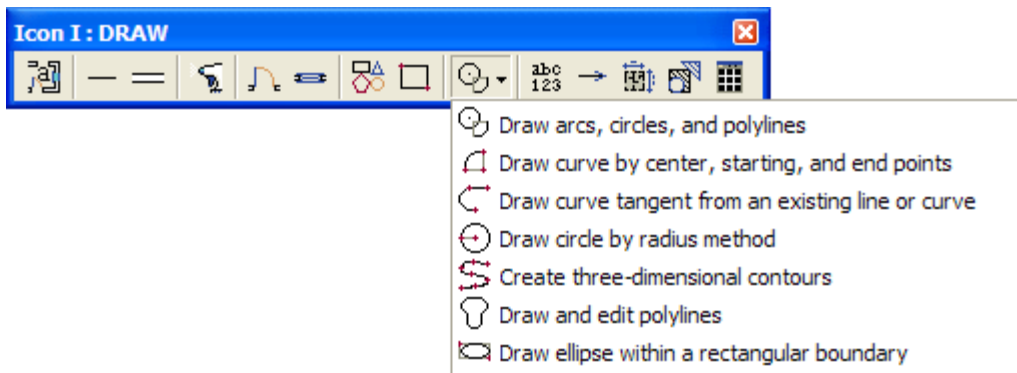 Icon I : DRAW
a abc 123
Draw arcs, circles, and polylines
Draw curve by center, starting, and end points
Draw curve tangent from an existing line or curve
Draw circle by radius method
Create three-dimensional contours
Draw and edit polylines
Draw ellipse within a rectangular boundary